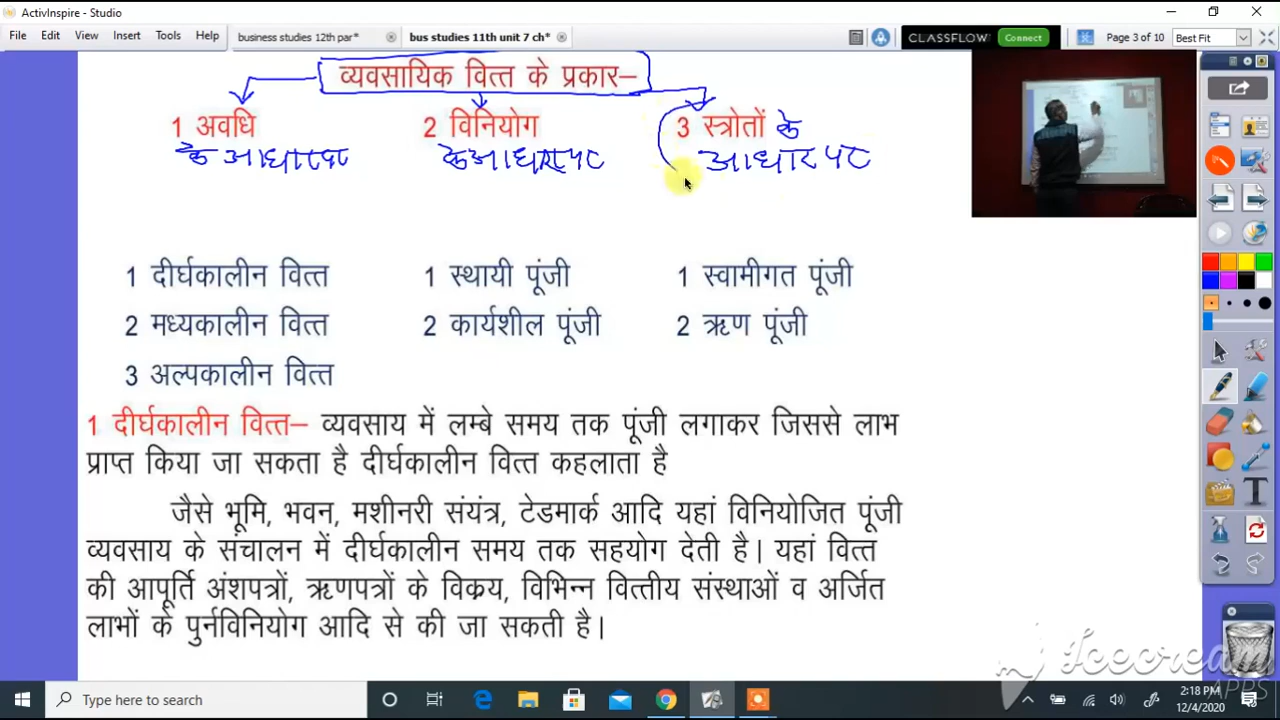 ActivInspire - Studio
File Edit View Insert Tools Help
business studies 12th par*
bus studies 11th unit 7 ch*
CLASSFLOW Connect
Page 3 of 10
Best Fit
व्यवसायिक वित्त के प्रकार–
1 अवधि 2 विनियोग 3 स्त्रोतों के
के आधार पर के आधार पर आधार पर
1 दीर्घकालीन वित्त 1 स्थायी पूंजी 1 स्वामीगत पूंजी
2 मध्यकालीन वित्त 2 कार्यशील पूंजी 2 ऋण पूंजी
3 अल्पकालीन वित्त
1 दीर्घकालीन वित्त– व्यवसाय में लम्बे समय तक पूंजी लगाकर जिससे लाभ
प्राप्त किया जा सकता है दीर्घकालीन वित्त कहलाता है
जैसे भूमि, भवन, मशीनरी संयंत्र, टेडमार्क आदि यहां विनियोजित पूंजी
व्यवसाय के संचालन में दीर्घकालीन समय तक सहयोग देती है। यहां वित्त
की आपूर्ति अंशपत्रों, ऋणपत्रों के विक्रय, विभिन्न वित्तीय संस्थाओं व अर्जित
लाभों के पुर्नविनियोग आदि से की जा सकती है।
Icecream
APPS
Type here to search
2:18 PM
12/4/2020